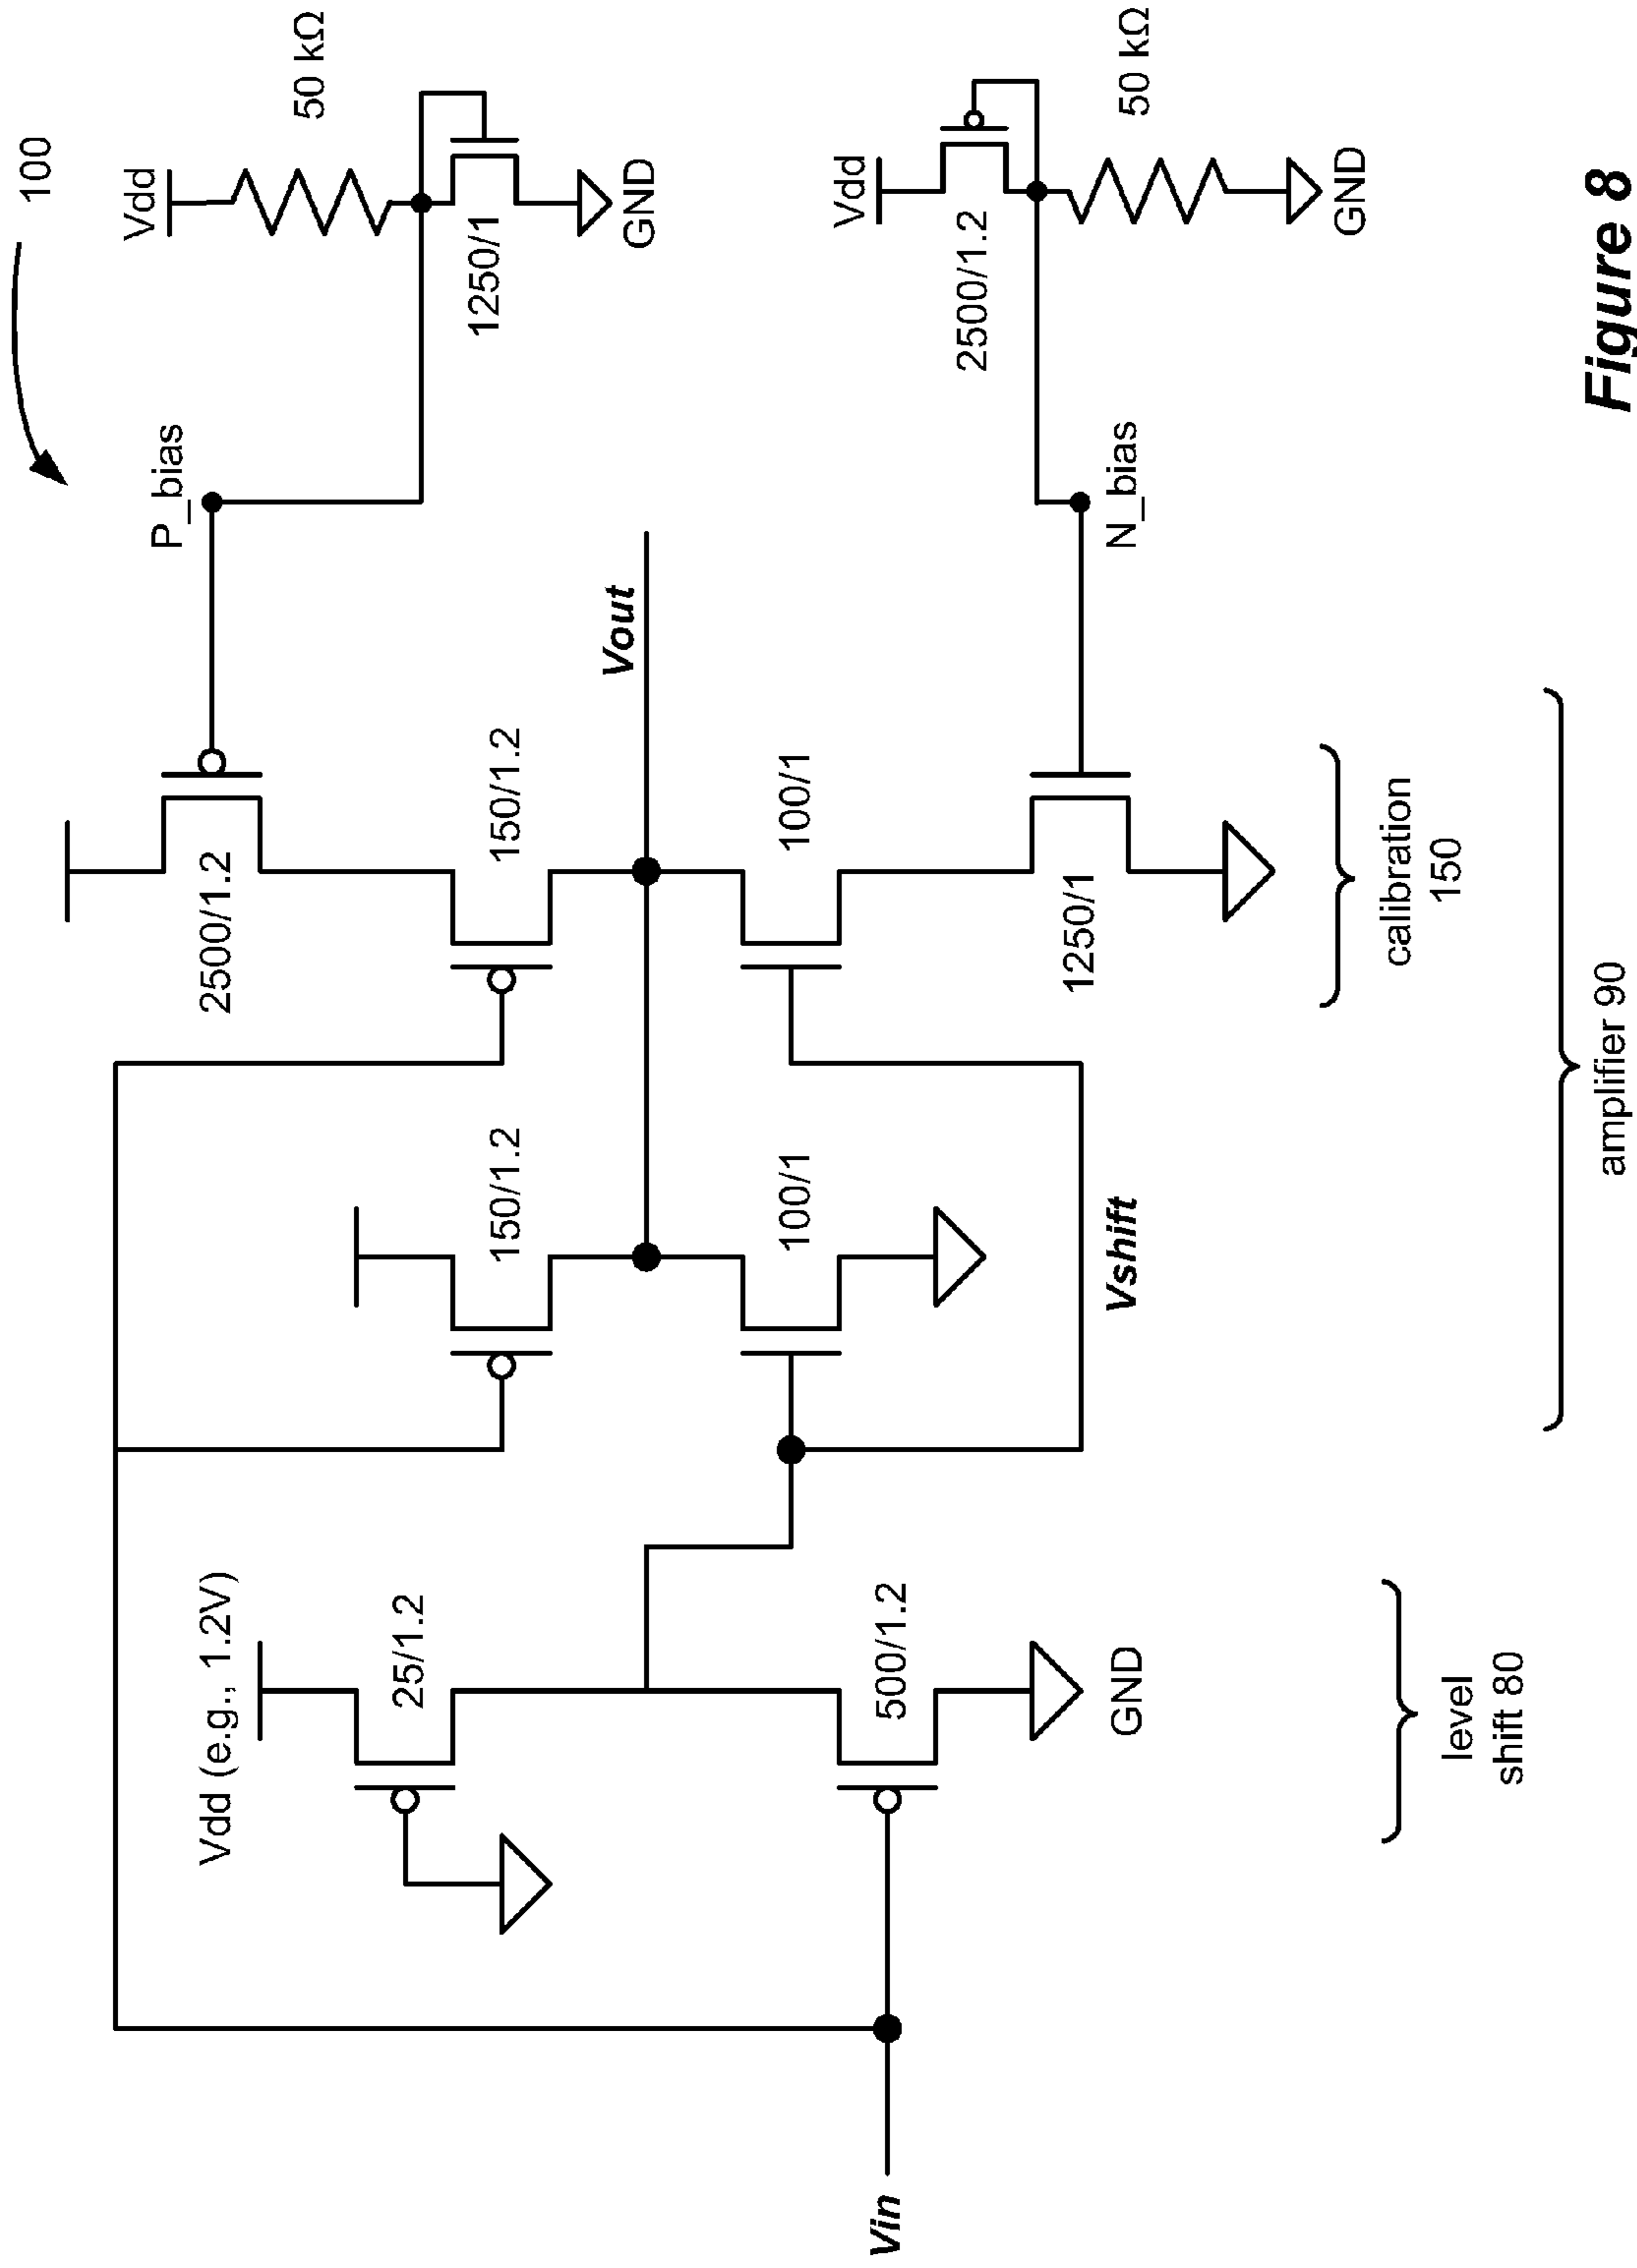 100
Vdd
50 kΩ
P_bias
1250/1
GND
2500/1.2
Vdd (e.g., 1.2V)
25/1.2
150/1.2
150/1.2
Vout
100/1
100/1
500/1.2
GND
Vin
Vshift
1250/1
N_bias
Vdd
2500/1.2
50 kΩ
GND
level
shift 80
calibration
150
amplifier 90
Figure 8